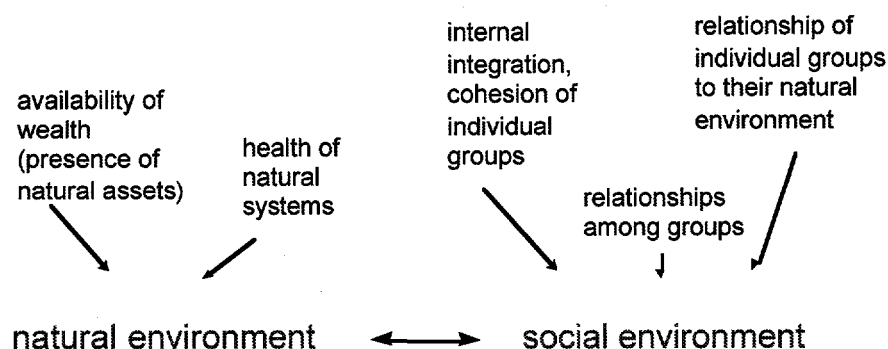 availability of
wealth
(presence of
natural assets)
health of
natural
systems
internal
integration,
cohesion of
individual
groups
relationships
among groups
relationship of
individual groups
to their natural
environment
natural environment
social environment